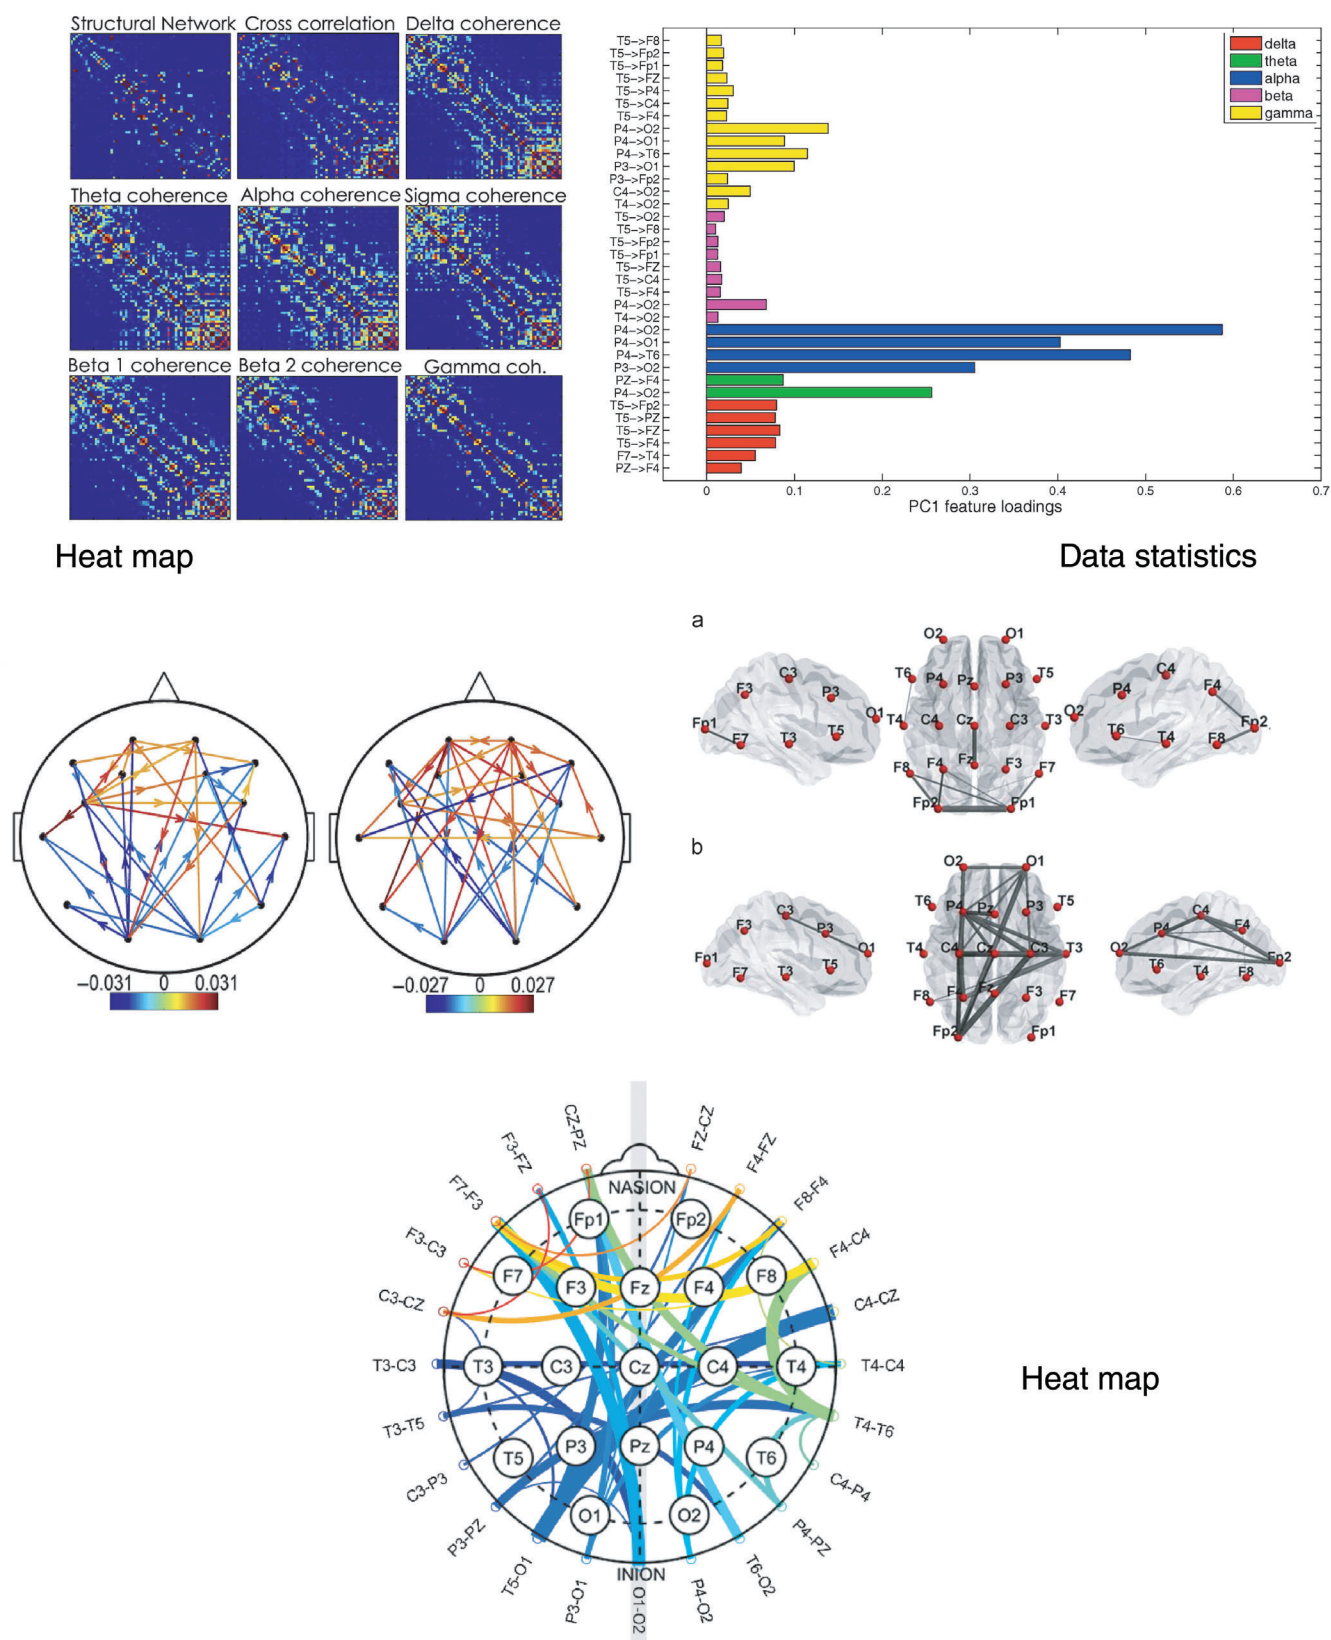 Structural Network Cross correlation Delta coherence
Theta coherence Alpha coherence Sigma coherence
Beta 1 coherence Beta 2 coherence Gamma coh.
Heat map
T5->F8
T5->Fp2
T5->Fp1
T5->FZ
T5->P4
T5->C4
T5->F4
P4->O2
P4->O1
P4->T6
P3->O1
P3->Fp2
C4->O2
T4->O2
T5->O2
T5->F8
T5->Fp2
T5->Fp1
T5->FZ
T5->C4
T5->F4
P4->O2
T4->O2
P4->O2
P4->O1
P4->T6
P3->O2
PZ->F4
P4->O2
T5->Fp2
T5->PZ
T5->FZ
T5->F4
F7->T4
PZ->F4
delta
theta
alpha
beta
gamma
0 0.1 0.2 0.3 0.4 0.5 0.6 0.7
PC1 feature loadings
Data statistics
−0.031 0 0.031
−0.027 0 0.027
a
F3 C3 P3 O1
Fp1 F7 T3 T5
O2 O1
T6 P4 Pz P3 T5
T4 C4 Cz C3 T3
F8 F4 Fz F3 F7
Fp2 Fp1
C4
P4 F4
O2 Fp2
T6 T4 F8
b
C3
F3 P3
O1
Fp1 F7 T3 T5
O2 O1
T6 P4 Pz P3 T5
T4 C4 Cz C3 T3
F8 F4 Fz F3 F7
Fp2 Fp1
C4
P4 F4
O2 Fp2
T6 T4 F8
CZ-PZ FZ-CZ
F3-FZ F4-FZ
F7-F3 F8-F4
F3-C3 F4-C4
C3-CZ C4-CZ
T3-C3 T4-C4
T3-T5 T4-T6
C3-P3 C4-P4
P3-PZ P4-PZ
T5-O1 T6-O2
P3-O1 P4-O2
O1-O2
NASION
Fp1 Fp2
F7 F3 Fz F4 F8
T3 C3 Cz C4 T4
T5 P3 Pz P4 T6
O1 O2
INION
Heat map